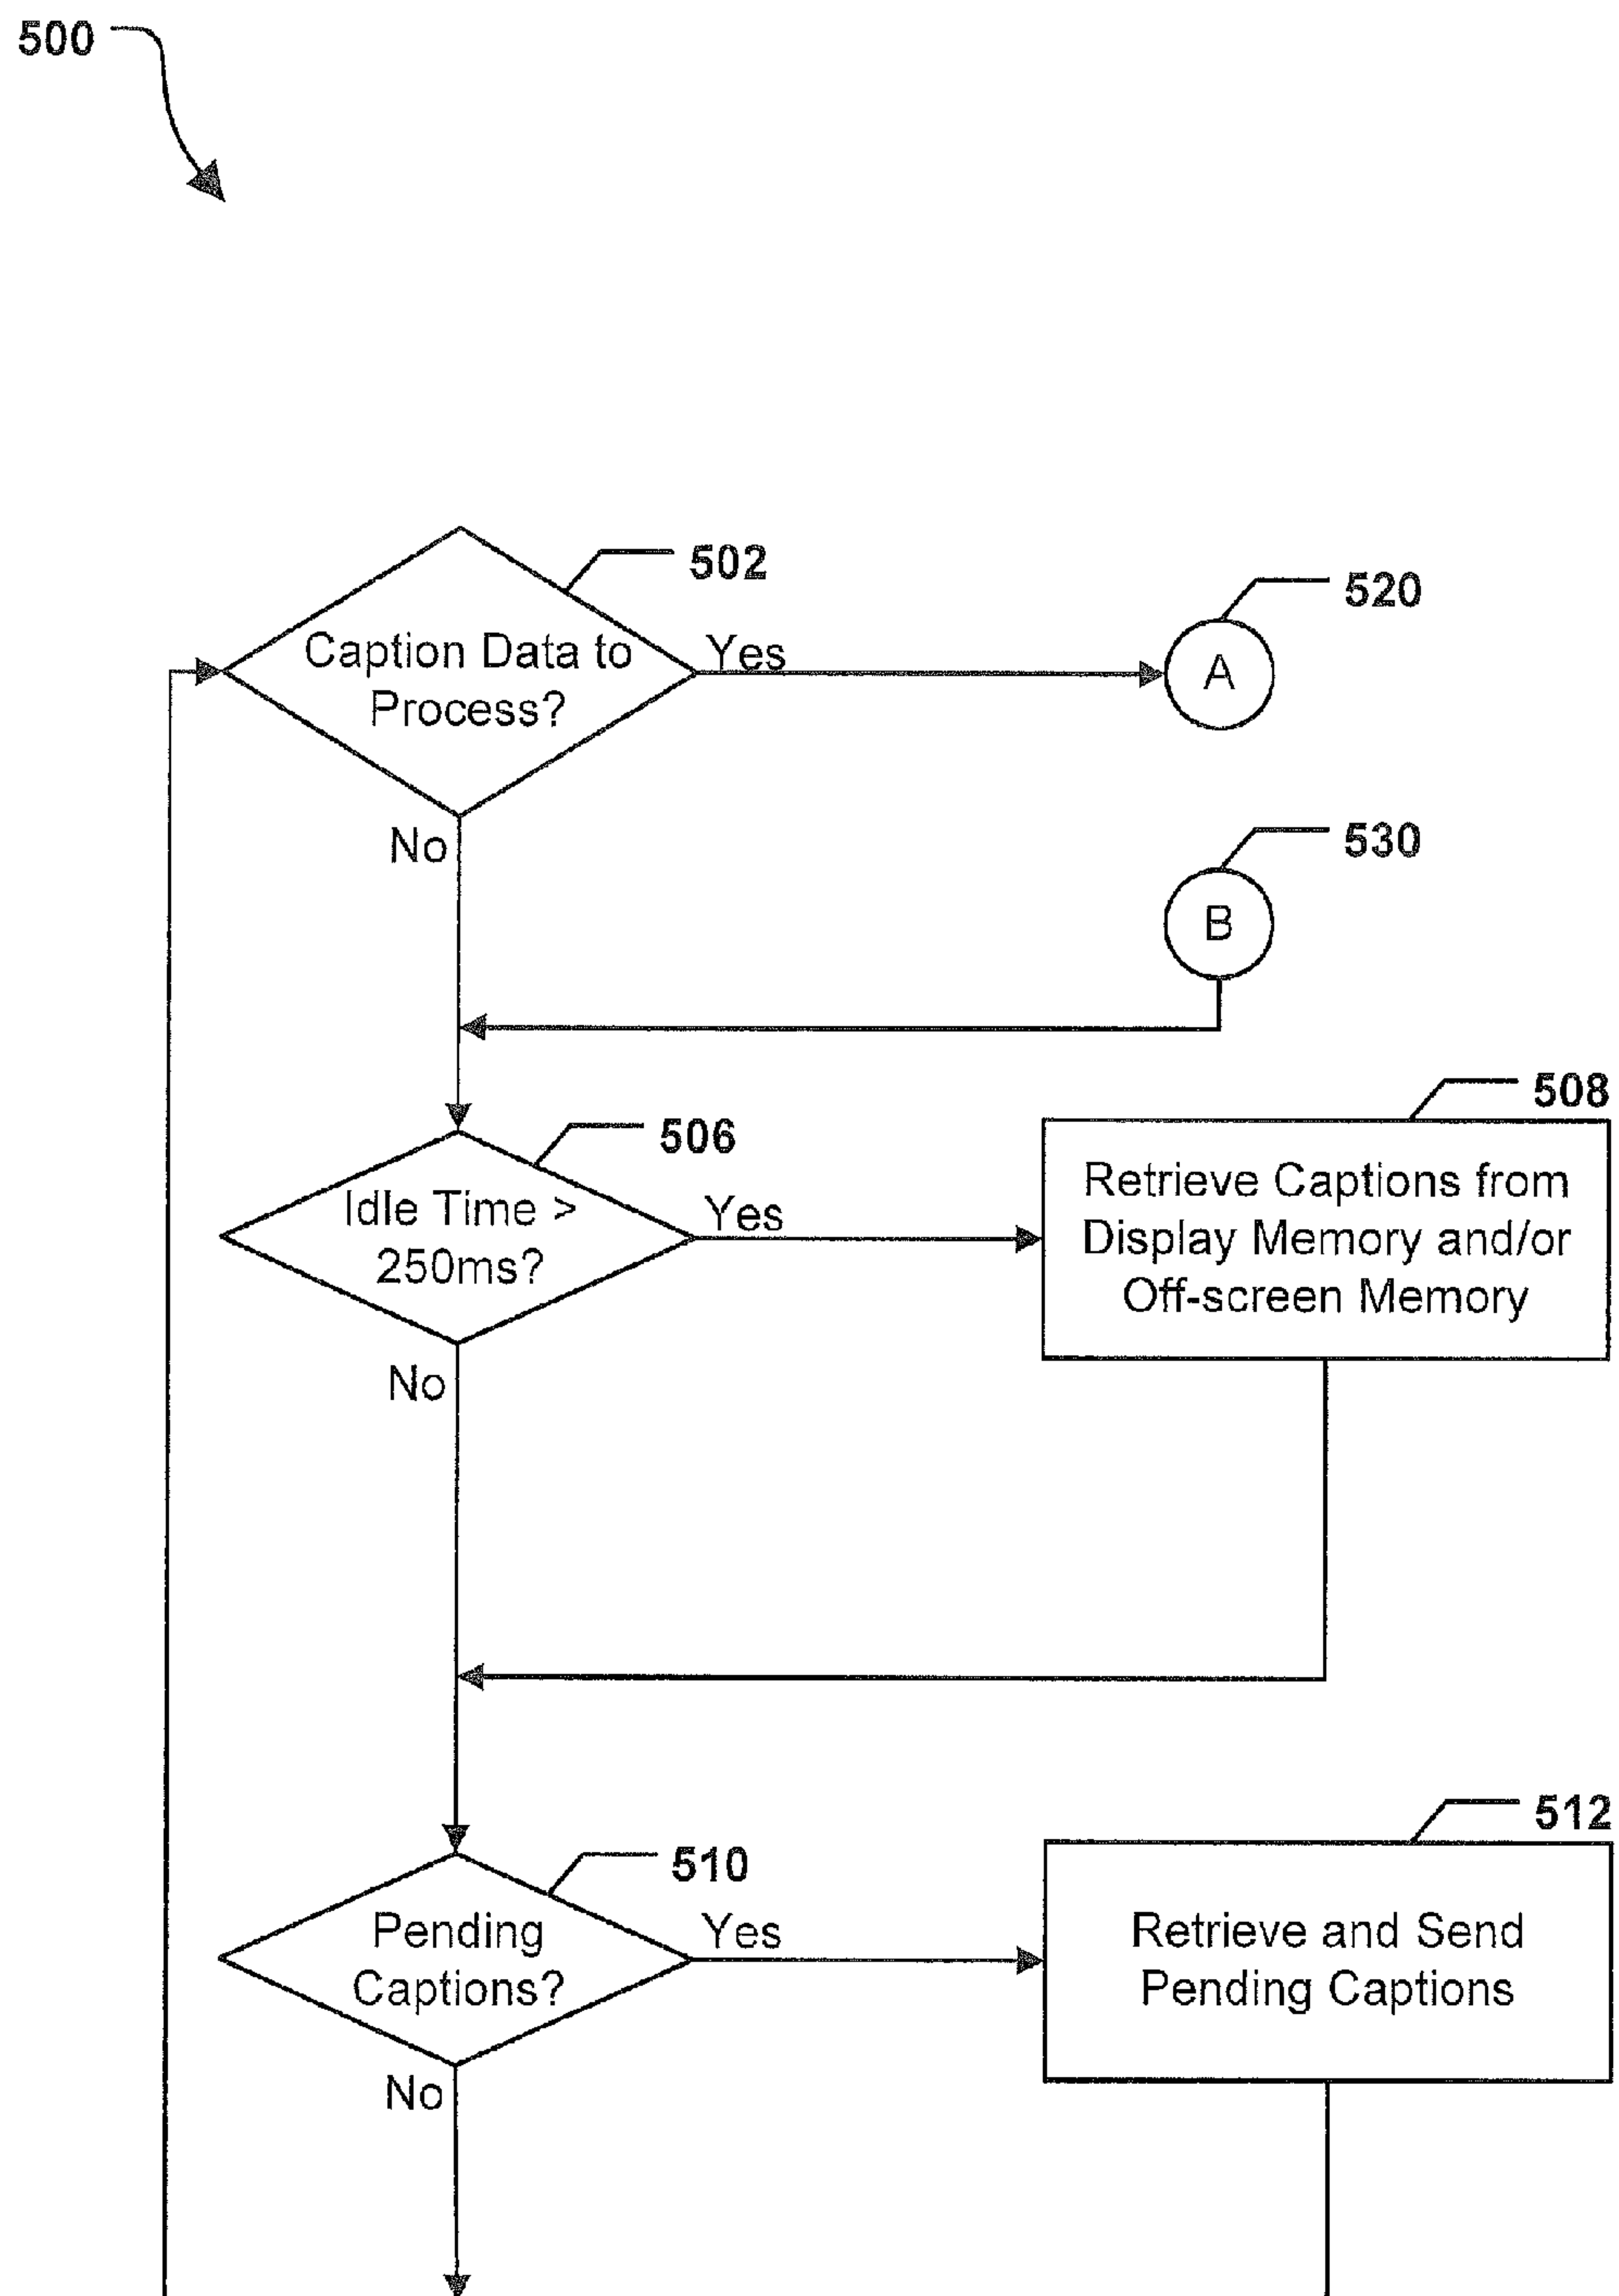 500
502
520
Caption Data to
Process?
Yes
A
No
530
B
506
508
Idle Time >
250ms?
Yes
Retrieve Captions from
Display Memory and/or
Off-screen Memory
No
510
512
Pending
Captions?
Yes
Retrieve and Send
Pending Captions
No